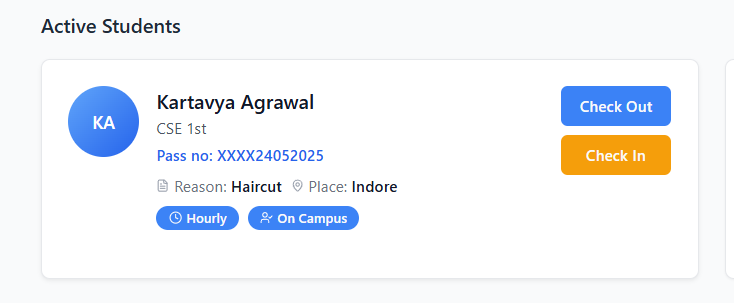 Active Students
KA
Kartavya Agrawal
CSE 1st
Pass no: XXXX24052025
Reason: Haircut Place: Indore
Hourly On Campus
Check Out
Check In